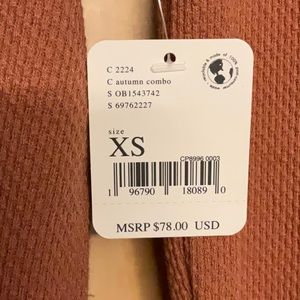 C 2224
C autumn combo
S OB1543742
S 69762227
size
XS
CP8996 0003
1 96790 18089 0
MSRP $78.00 USD